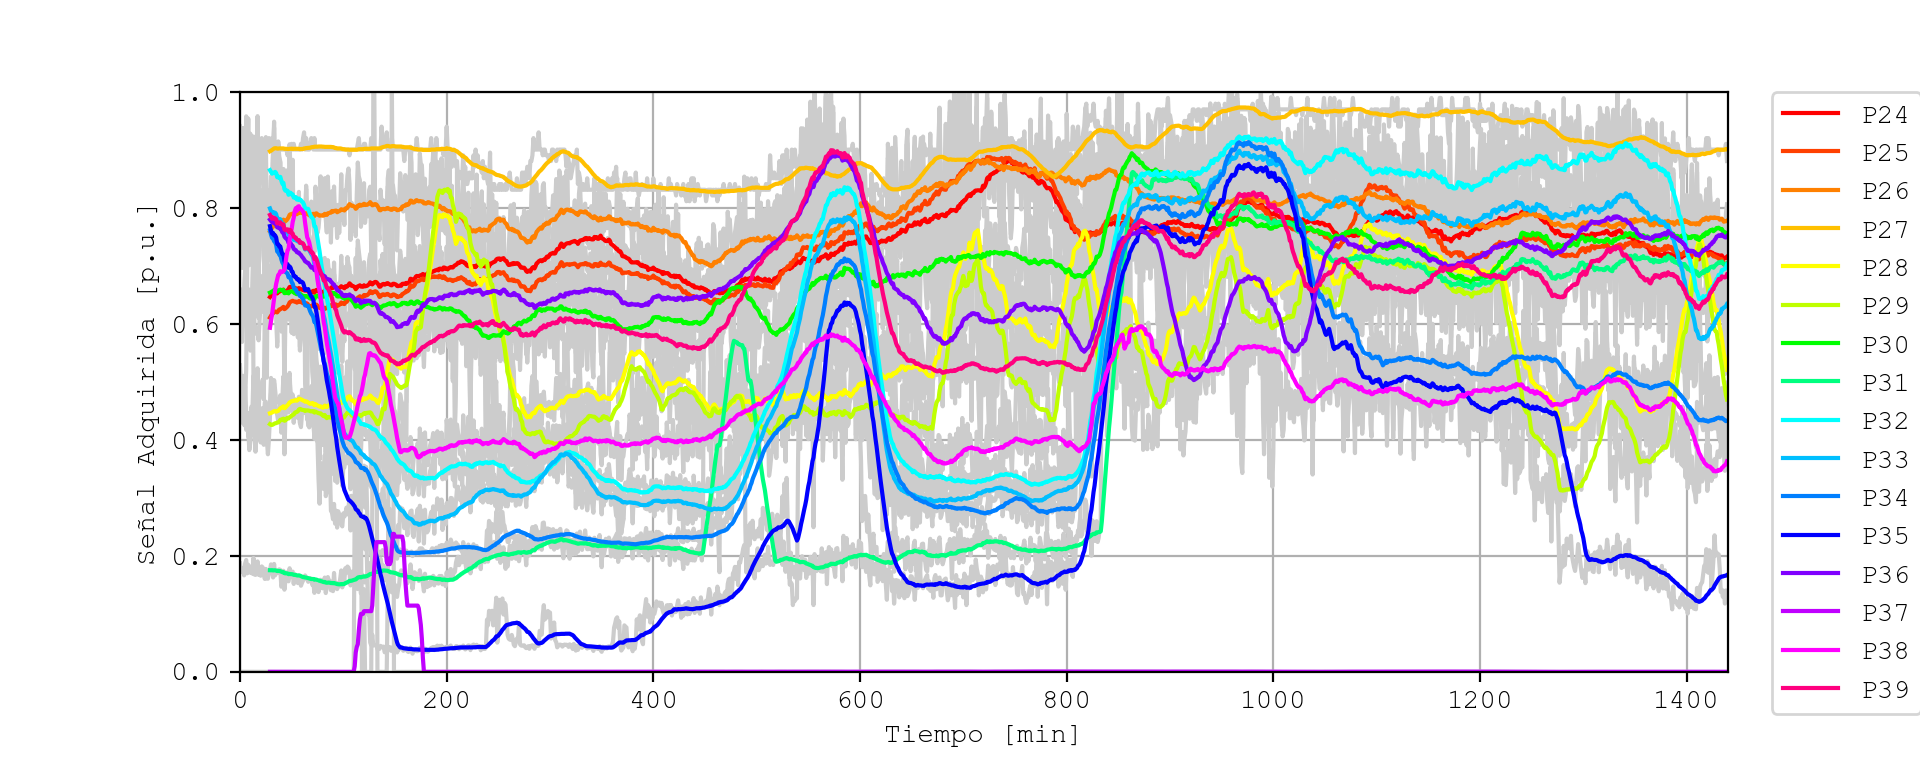 Señal Adquirida [p.u.]
1.0
0.8
0.6
0.4
0.2
0.0
0 200 400 600 800 1000 1200 1400
Tiempo [min]
P24
P25
P26
P27
P28
P29
P30
P31
P32
P33
P34
P35
P36
P37
P38
P39